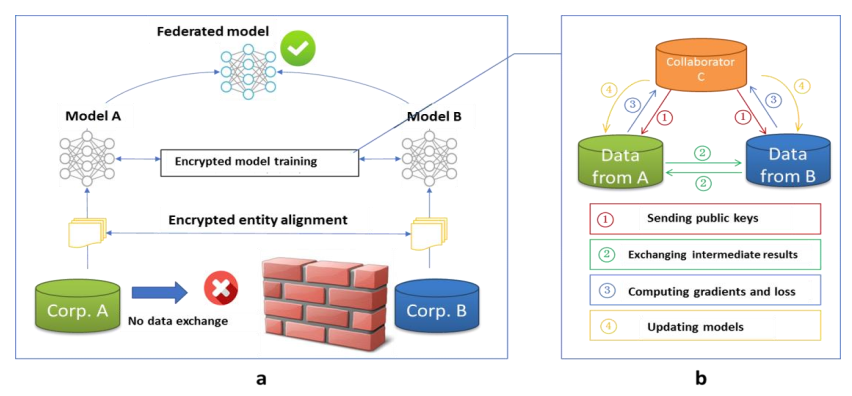 Federated model
Model A
Model B
Encrypted model training
Encrypted entity alignment
Corp. A
No data exchange
Corp. B
a
Collaborator
C
4
4
3
3
1
1
Data
from A
2
2
Data
from B
1 Sending public keys
2 Exchanging intermediate results
3 Computing gradients and loss
4 Updating models
b